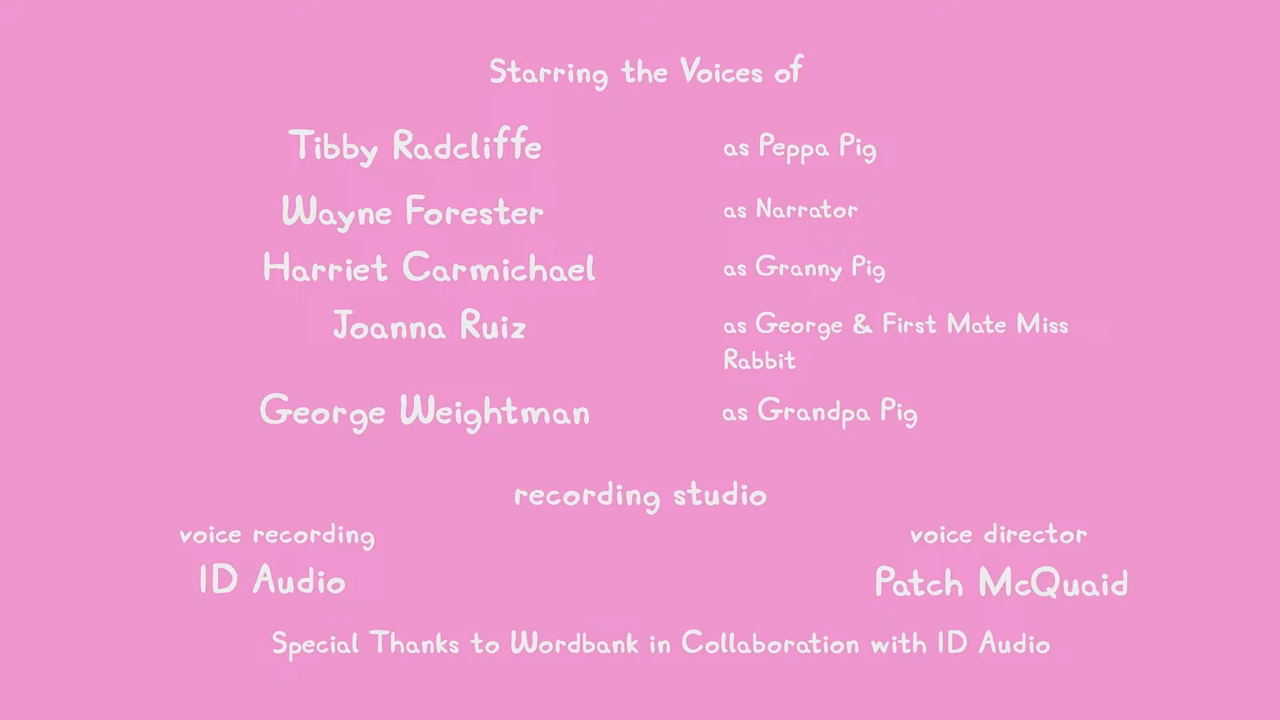 Starring the Voices of
Tibby Radcliffe as Peppa Pig
Wayne Forester as Narrator
Harriet Carmichael as Granny Pig
Joanna Ruiz as George & First Mate Miss
Rabbit
George Weightman as Grandpa Pig
recording studio
voice recording voice director
ID Audio Patch McQuaid
Special Thanks to Wordbank in Collaboration with ID Audio